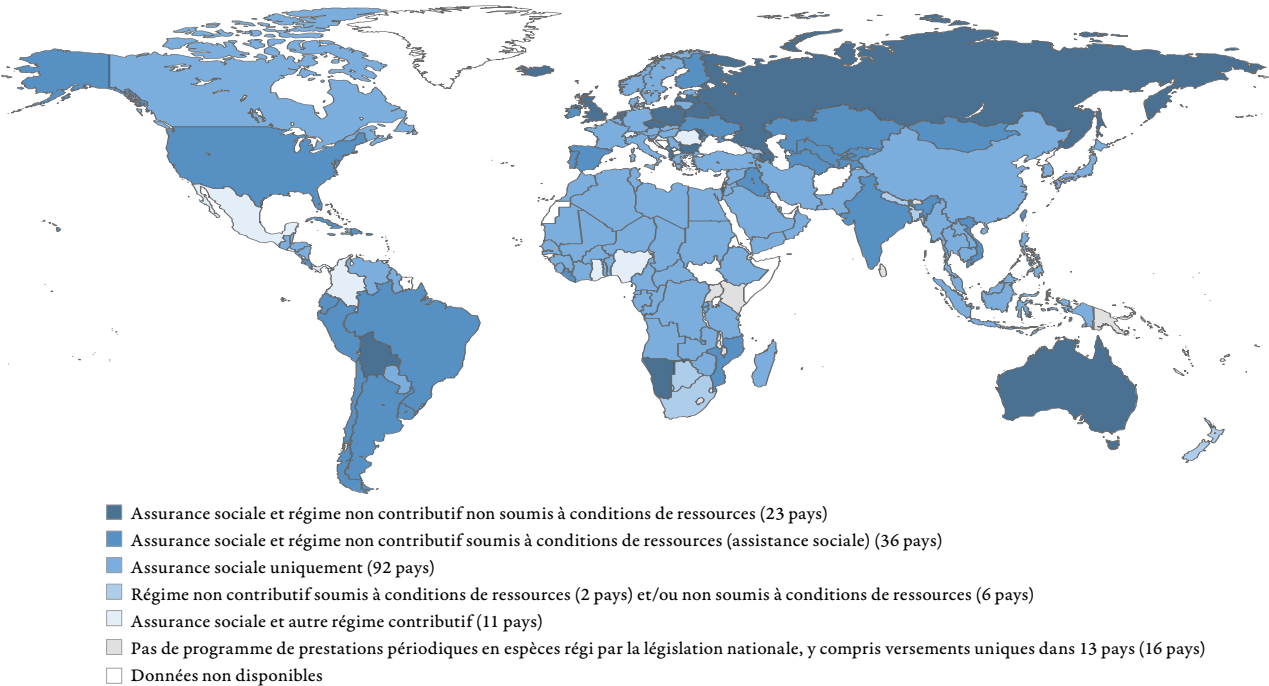 Assurance sociale et régime non contributif non soumis à conditions de ressources (23 pays)
Assurance sociale et régime non contributif soumis à conditions de ressources (assistance sociale) (36 pays)
Assurance sociale uniquement (92 pays)
Régime non contributif soumis à conditions de ressources (2 pays) et/ou non soumis à conditions de ressources (6 pays)
Assurance sociale et autre régime contributif (11 pays)
Pas de programme de prestations périodiques en espèces régi par la législation nationale, y compris versements uniques dans 13 pays (16 pays)
Données non disponibles